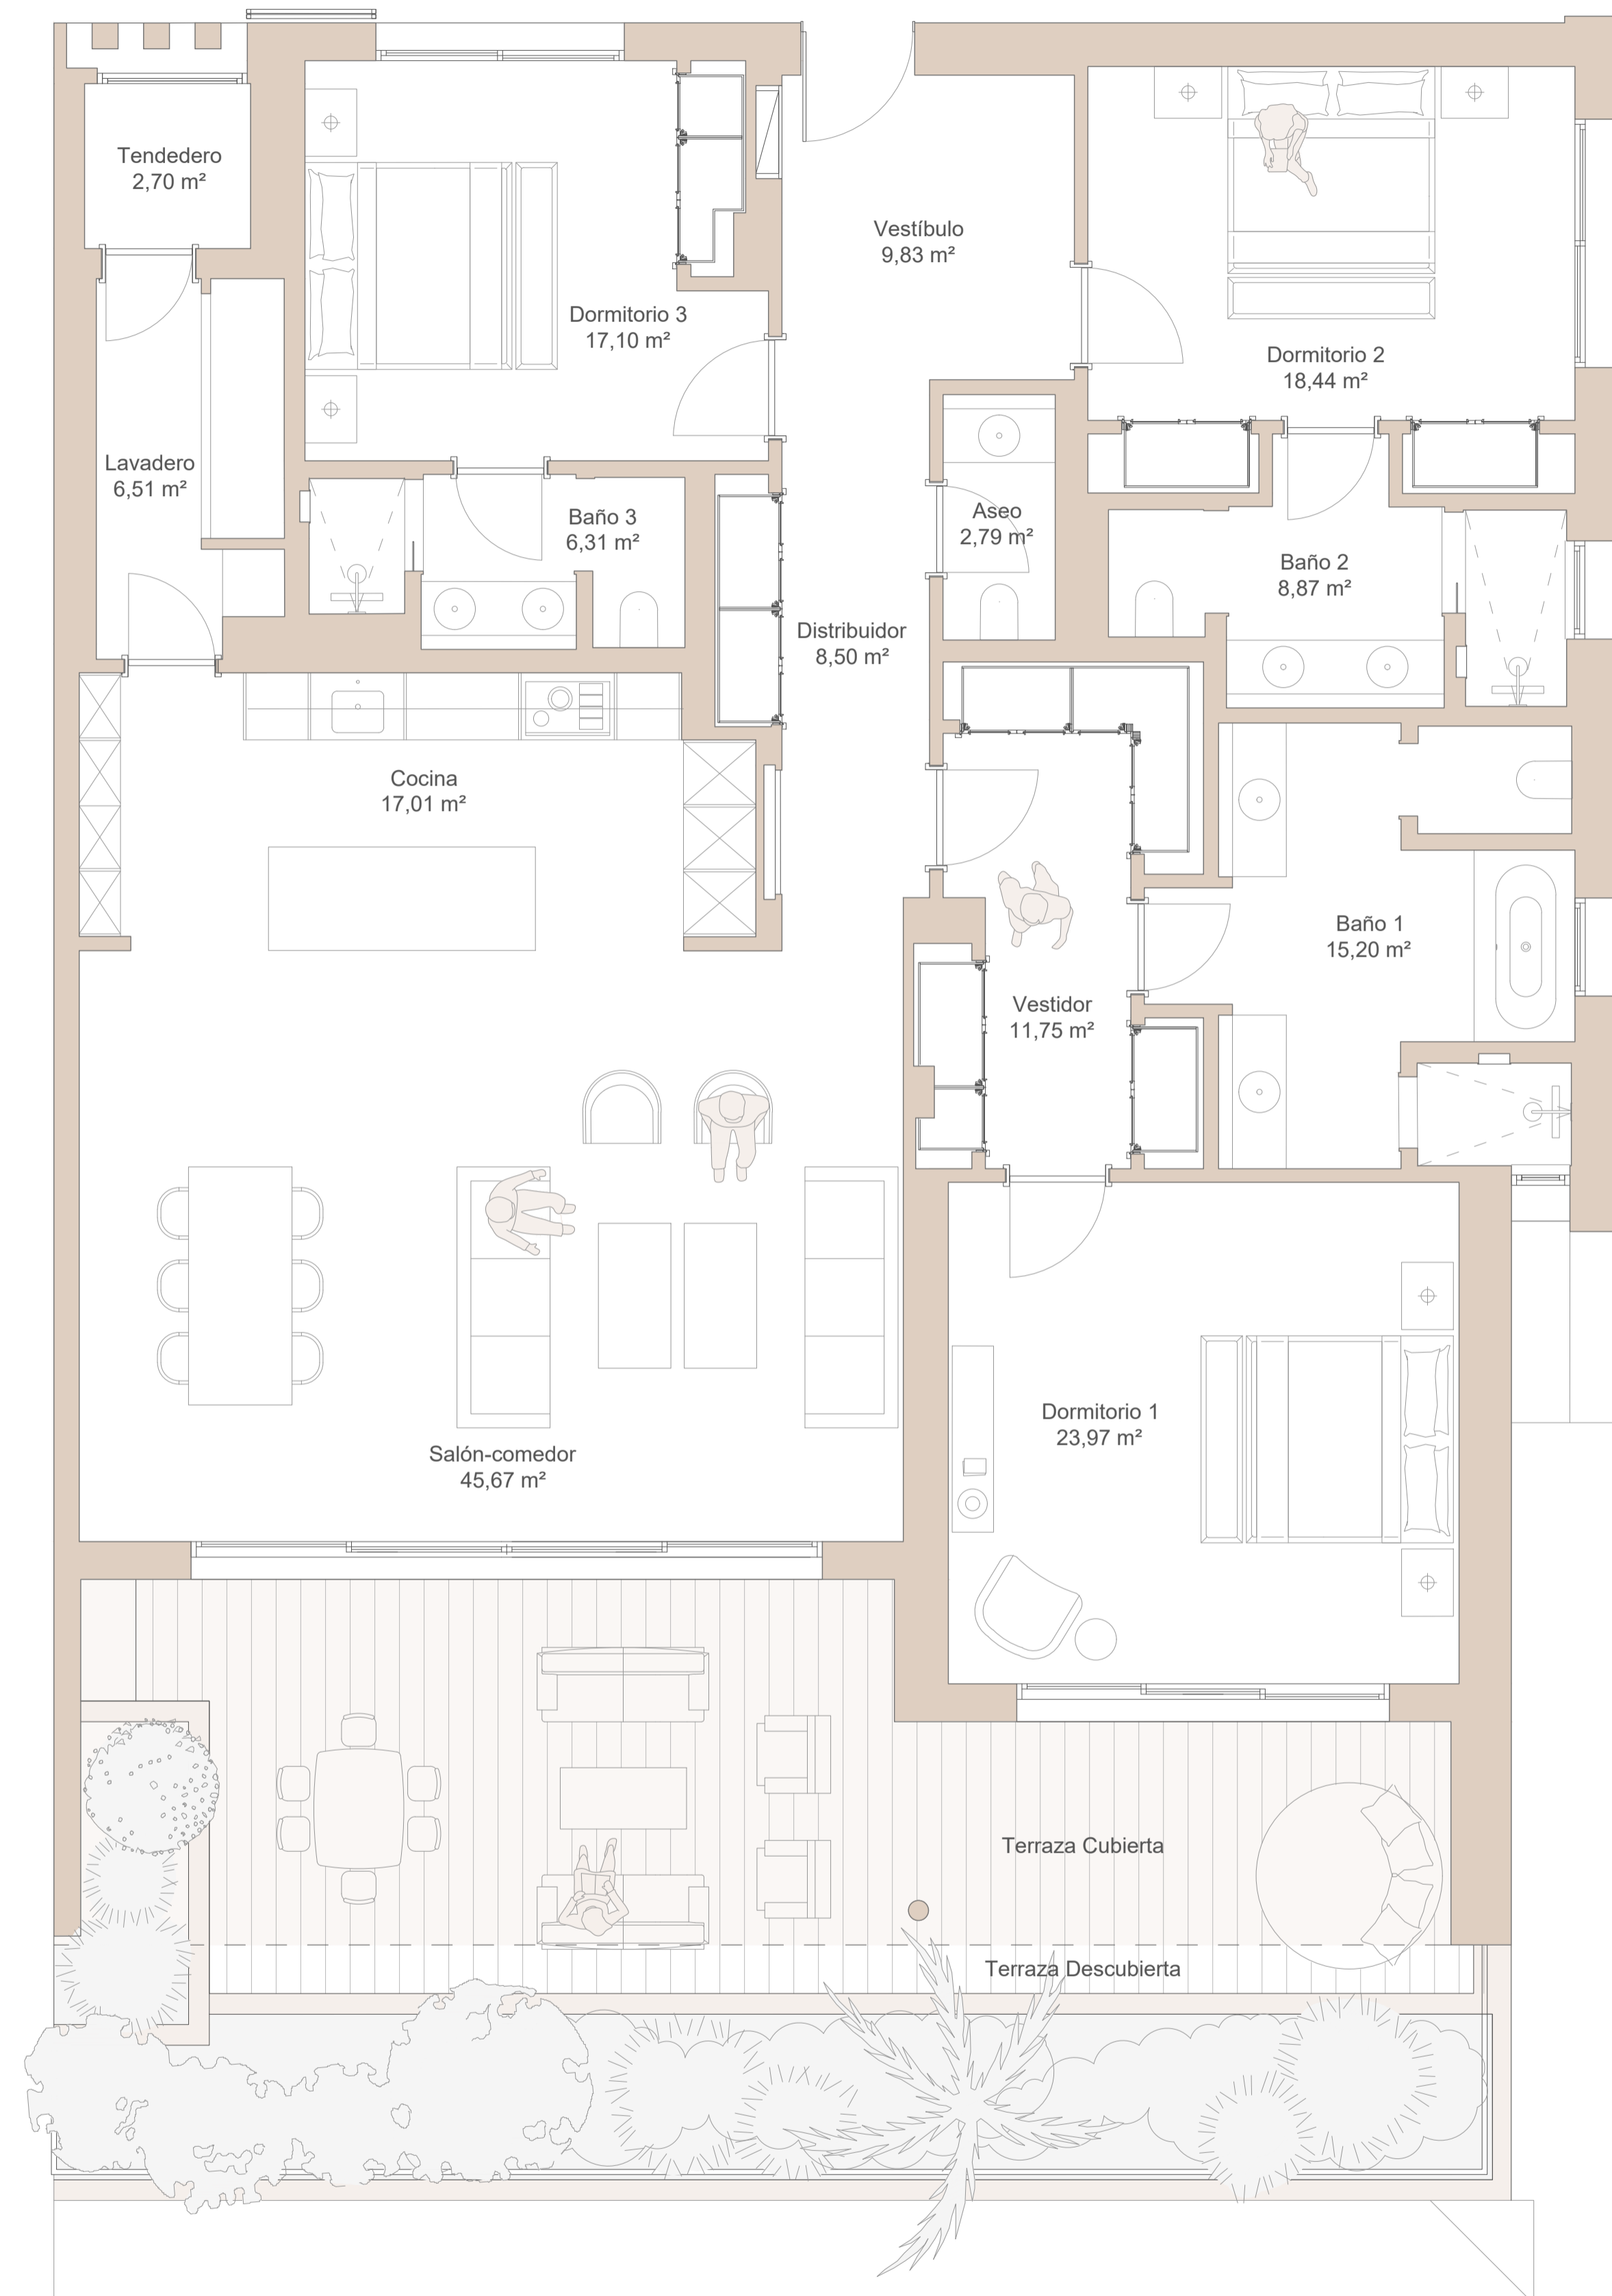 Tendedero
2,70 m²
Vestíbulo
9,83 m²
Dormitorio 3
17,10 m²
Dormitorio 2
18,44 m²
Lavadero
6,51 m²
Baño 3
6,31 m²
Aseo
2,79 m²
Baño 2
8,87 m²
Distribuidor
8,50 m²
Cocina
17,01 m²
Baño 1
15,20 m²
Vestidor
11,75 m²
Dormitorio 1
23,97 m²
Salón-comedor
45,67 m²
Terraza Cubierta
Terraza Descubierta